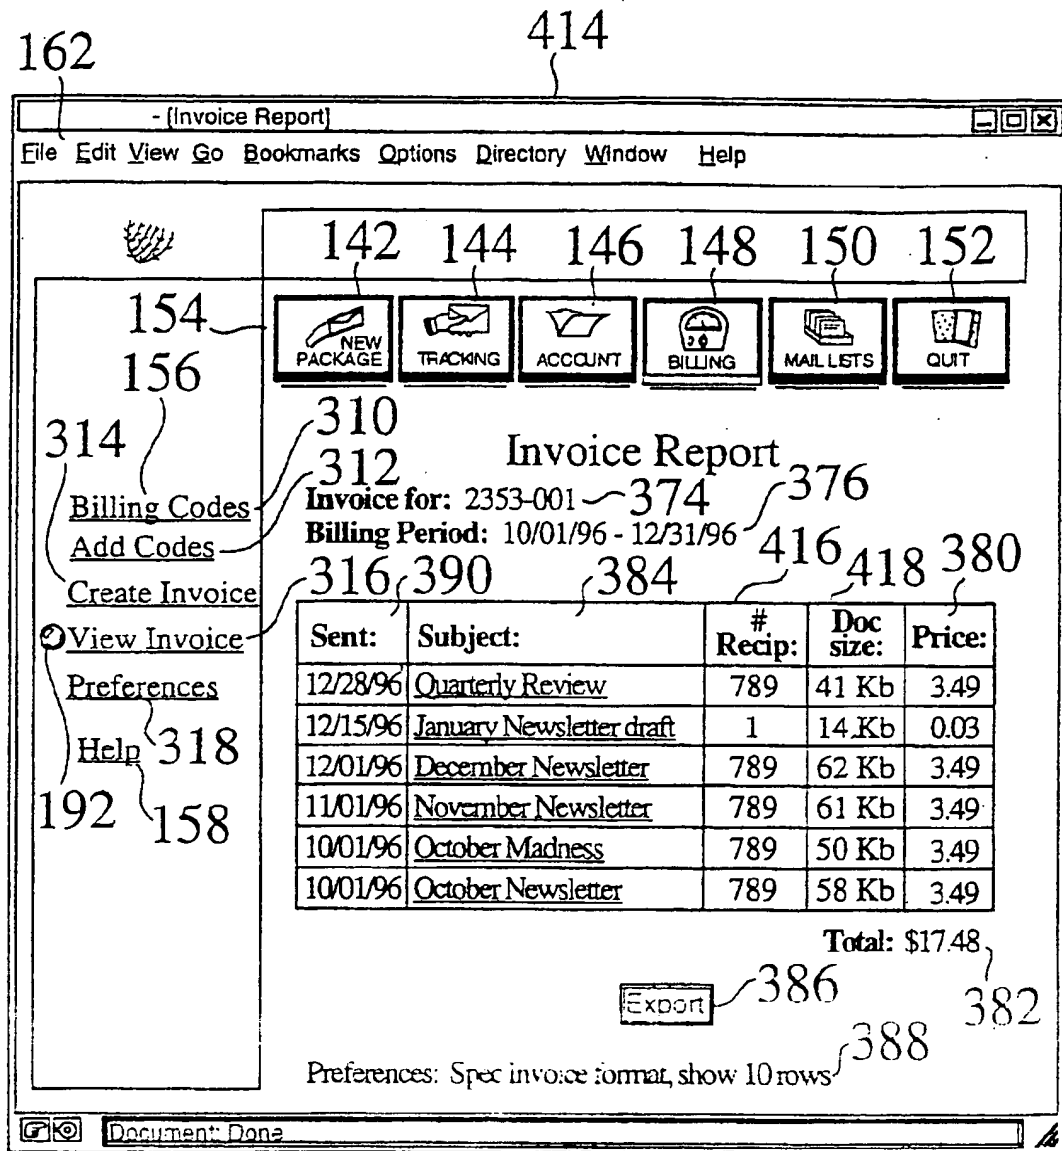 414
162
- [Invoice Report]
File Edit View Go Bookmarks Options Directory Window Help
142 144 146 148 150 152
154
NEW PACKAGE
TRACKING
ACCOUNT
BILLING
MAIL LISTS
QUIT
156
310
314
312
Invoice Report
Billing Codes
Invoice for: 2353-001 374 376
Add Codes
Billing Period: 10/01/96 - 12/31/96
316 390 384 416 418 380
Create Invoice
View Invoice
Preferences
Help
318
192
158
Sent: Subject: # Recip: Doc size: Price:
12/28/96 Quarterly Review 789 41 Kb 3.49
12/15/96 January Newsletter draft 1 14 Kb 0.03
12/01/96 December Newsletter 789 62 Kb 3.49
11/01/96 November Newsletter 789 61 Kb 3.49
10/01/96 October Madness 789 50 Kb 3.49
10/01/96 October Newsletter 789 58 Kb 3.49
Total: $17.48
382
Export 386
388
Preferences: Spec invoice format, show 10 rows
Document: Done